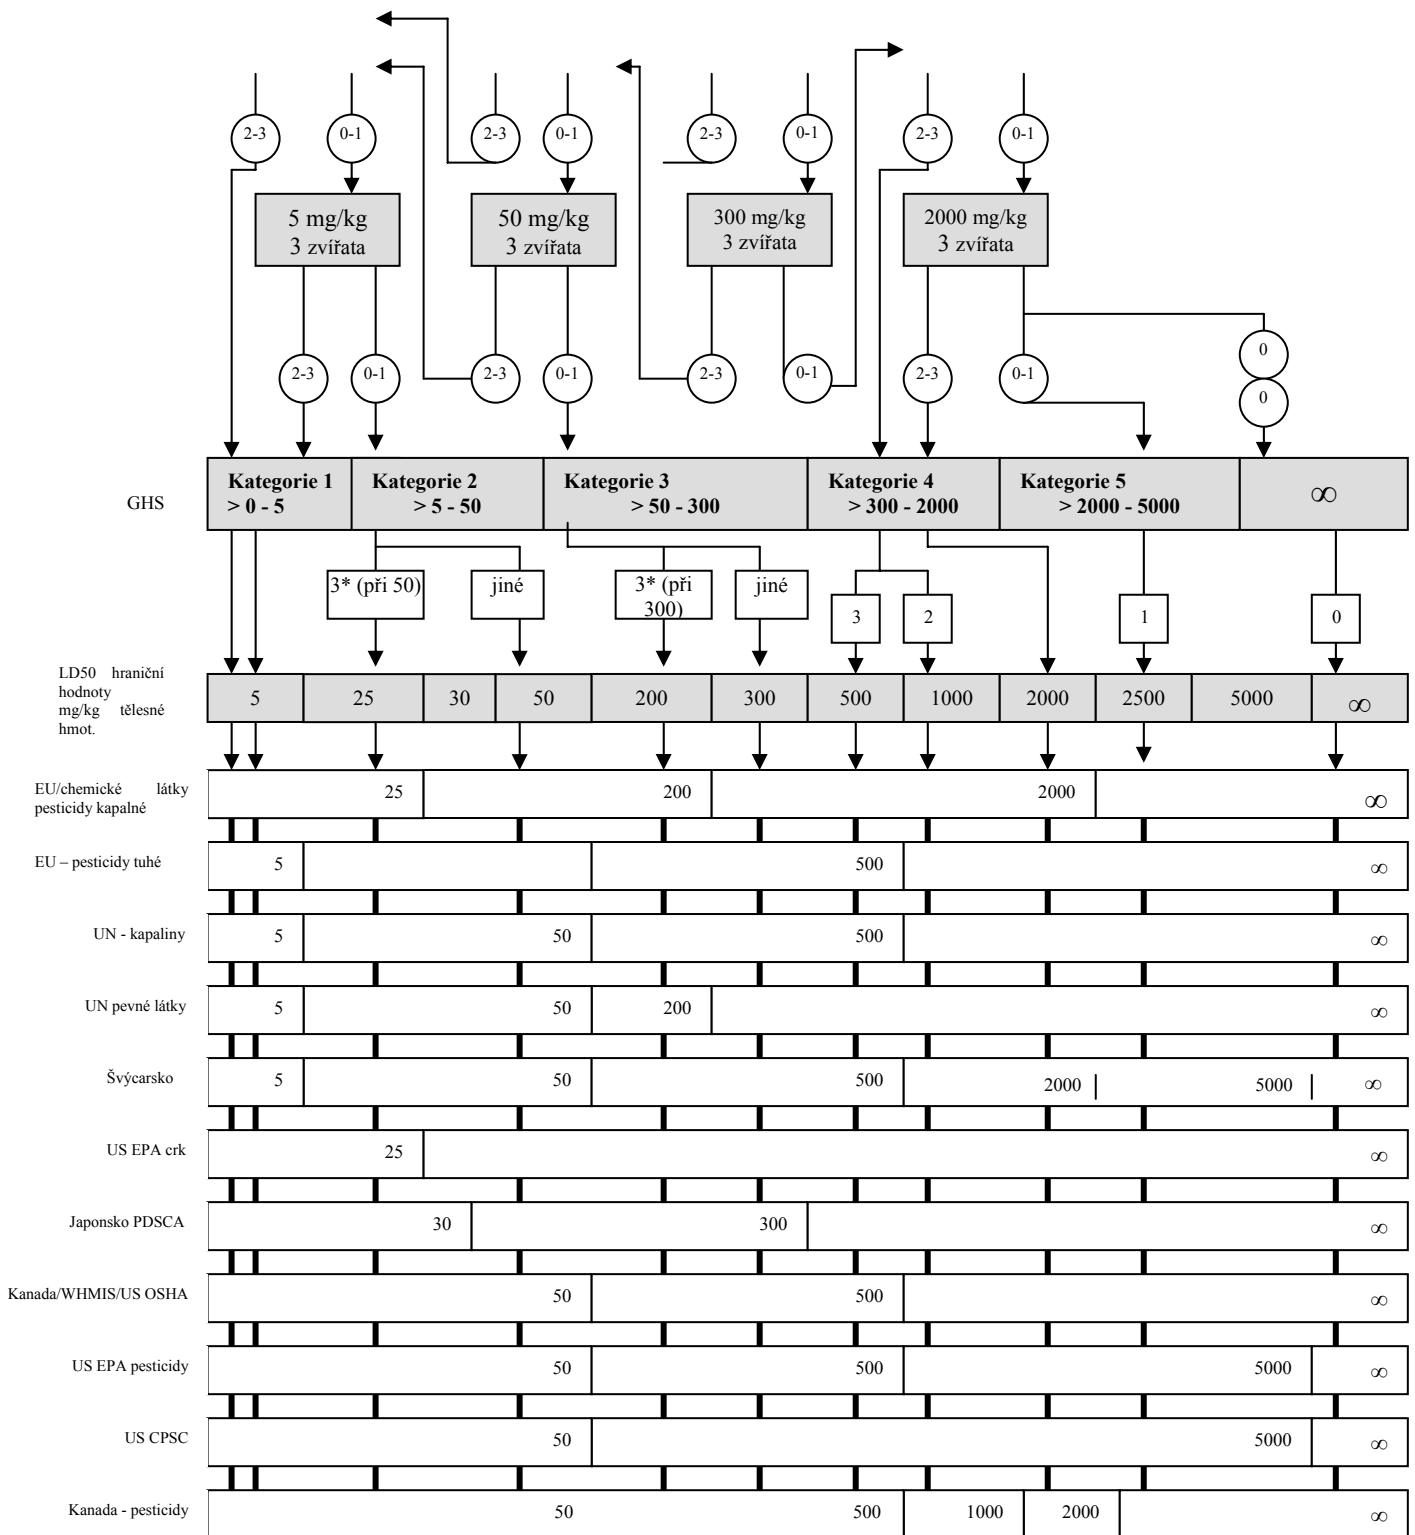 2-3 0-1 2-3 0-1 2-3 0-1 2-3 0-1
5 mg/kg 50 mg/kg 300 mg/kg 2000 mg/kg
3 zvířata 3 zvířata 3 zvířata 3 zvířata
0
2-3 0-1 2-3 0-1 2-3 0-1 2-3 0-1
0
GHS
Kategorie 1 Kategorie 2 Kategorie 3 Kategorie 4 Kategorie 5
> 0 - 5 > 5 - 50 > 50 - 300 > 300 - 2000 > 2000 - 5000 ∞
3* (při 50) jiné 3* (při jiné
300)
3 2 1 0
LD50 hraniční
hodnoty
mg/kg tělesné
hmot.
5 25 30 50 200 300 500 1000 2000 2500 5000 ∞
EU/chemické látky
pesticidy kapalné
25 200 2000 ∞
EU – pesticidy tuhé 5 500 ∞
UN - kapaliny 5 50 500 ∞
UN pevné látky 5 50 200 ∞
Švýcarsko 5 50 500 2000 5000 ∞
US EPA crk 25 ∞
Japonsko PDSCA 30 300 ∞
Kanada/WHMIS/US OSHA 50 500 ∞
US EPA pesticidy 50 500 5000 ∞
US CPSC 50 5000 ∞
Kanada - pesticidy 50 500 1000 2000 ∞